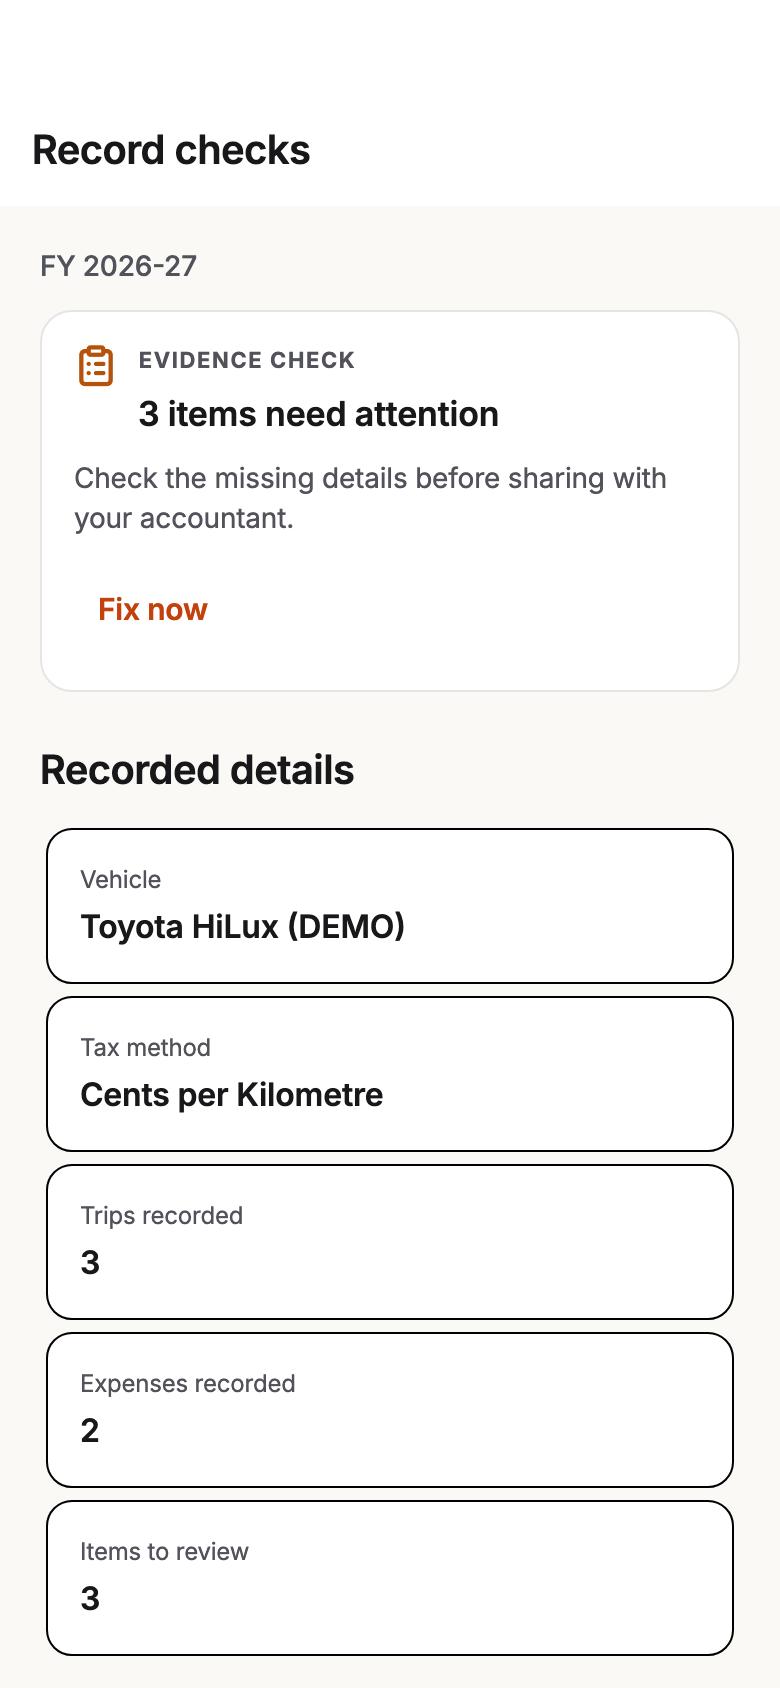 Record checks
FY 2026-27
EVIDENCE CHECK
3 items need attention
Check the missing details before sharing with
your accountant.
Fix now
Recorded details
Vehicle
Toyota HiLux (DEMO)
Tax method
Cents per Kilometre
Trips recorded
3
Expenses recorded
2
Items to review
3